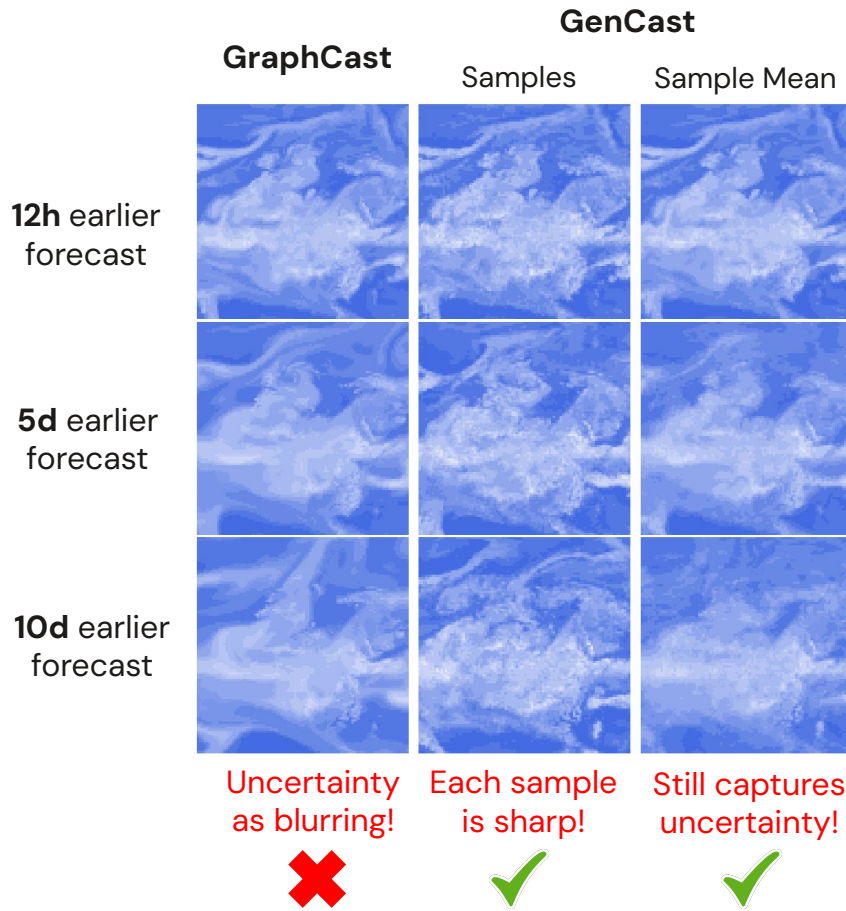 GenCast
GraphCast
Samples
Sample Mean
12h earlier
forecast
5d earlier
forecast
10d earlier
forecast
Uncertainty
as blurring!
Each sample
is sharp!
Still captures
uncertainty!